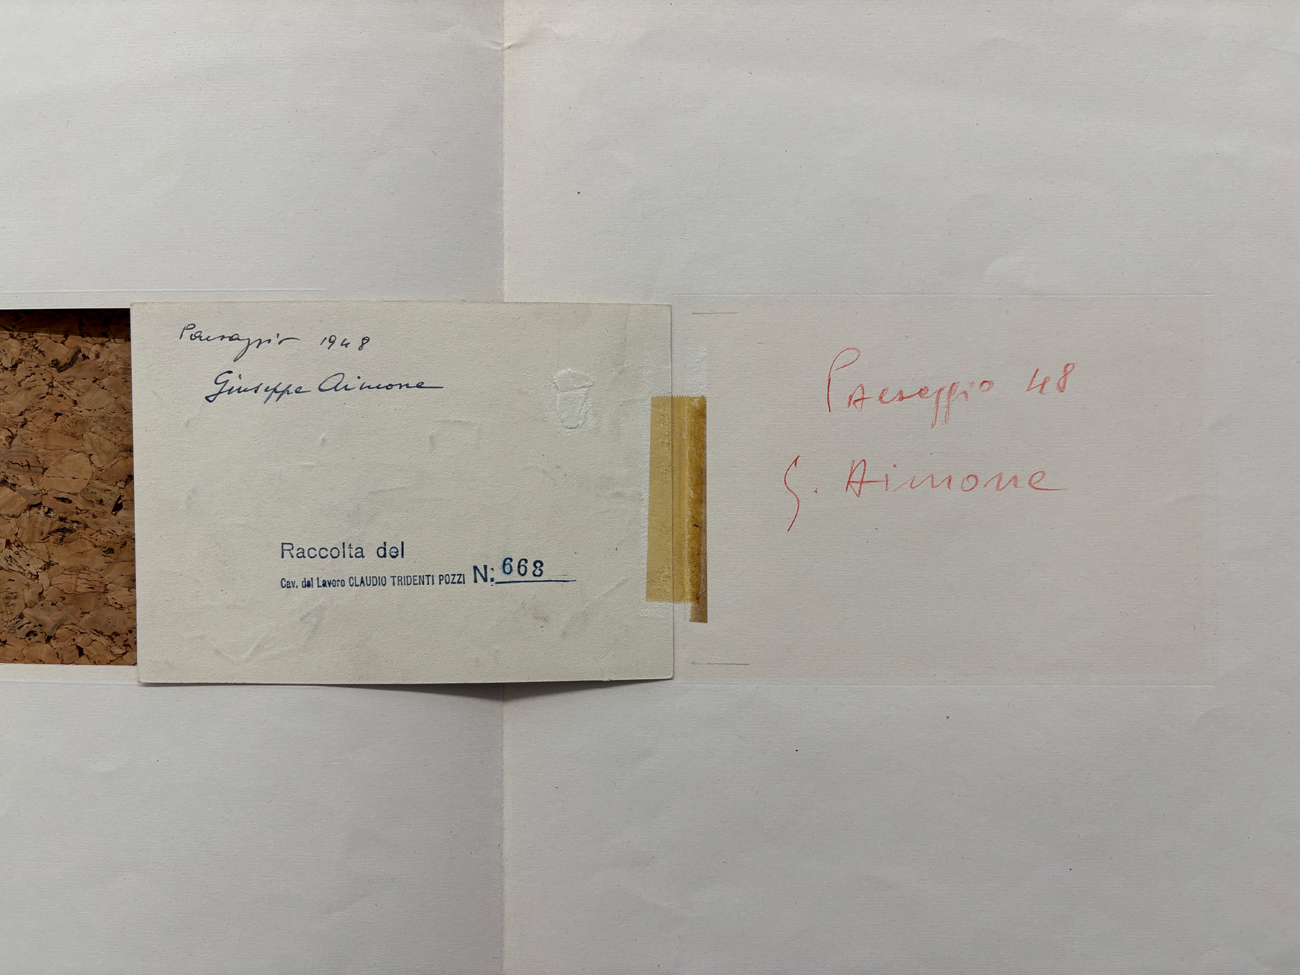 Paesaggio 1948
Giuseppe Aimone
Raccolta del
Cav. del Lavoro CLAUDIO TRIDENTI POZZI N: 668
Paesaggio 48
G. Aimone